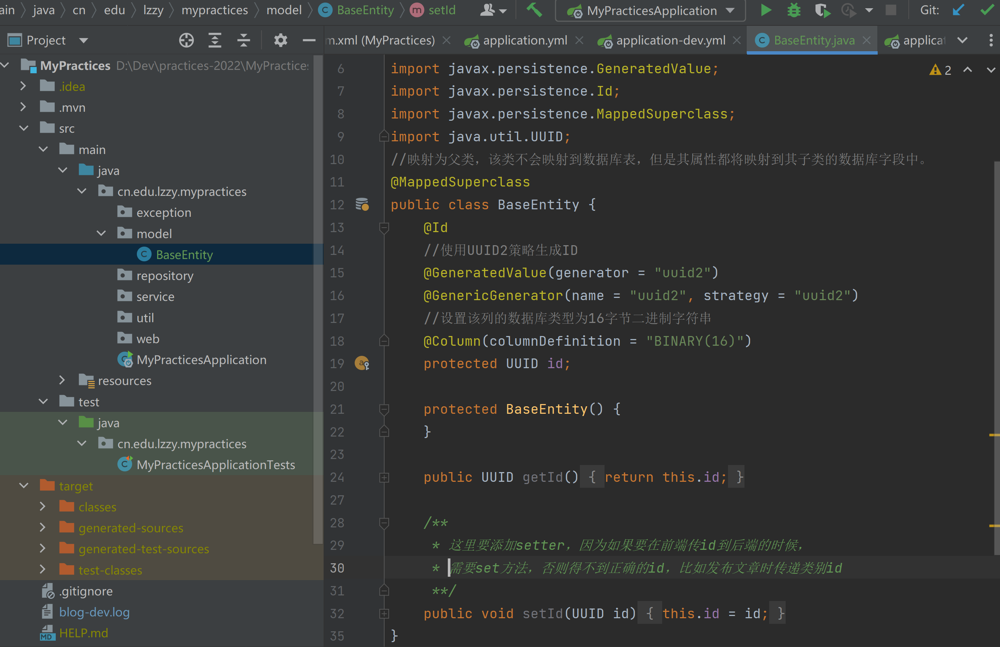 java cn edu lzzy mypractices model BaseEntity setId MyPracticesApplication Git:
Project
m.xml (MyPractices) application.yml application-dev.yml BaseEntity.java
MyPractices D:\Dev\practices-2022\MyPractices
.idea
.mvn
src
main
java
cn.edu.lzzy.mypractices
exception
model
BaseEntity
repository
service
util
web
MyPracticesApplication
resources
test
java
cn.edu.lzzy.mypractices
MyPracticesApplicationTests
target
classes
generated-sources
generated-test-sources
test-classes
.gitignore
blog-dev.log
HELP.md
2
6 import javax.persistence.GeneratedValue;
7 import javax.persistence.Id;
8 import javax.persistence.MappedSuperclass;
9 import java.util.UUID;
10 //映射为父类，该类不会映射到数据库表，但是其属性都将映射到其子类的数据库字段中。
11 @MappedSuperclass
12 public class BaseEntity {
13 @Id
14 //使用UUID2策略生成ID
15 @GeneratedValue(generator = "uuid2")
16 @GenericGenerator(name = "uuid2", strategy = "uuid2")
17 //设置该列的数据库类型为16字节二进制字符串
18 @Column(columnDefinition = "BINARY(16)")
19 protected UUID id;
20
21 protected BaseEntity() {
22 }
23
24 public UUID getId() { return this.id; }
27
28 /**
29 * 这里要添加setter，因为如果要在前端传id到后端的时候，
30 * 需要set方法，否则得不到正确的id，比如发布文章时传递类别id
31 **/
32 public void setId(UUID id) { this.id = id; }
35 }